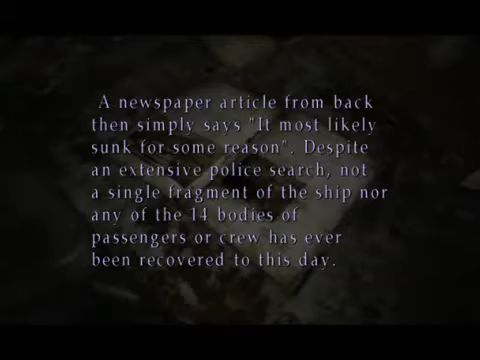 A newspaper article from back
then simply says "It most likely
sunk for some reason". Despite
an extensive police search, not
a single fragment of the ship nor
any of the 14 bodies of
passengers or crew has ever
been recovered to this day.